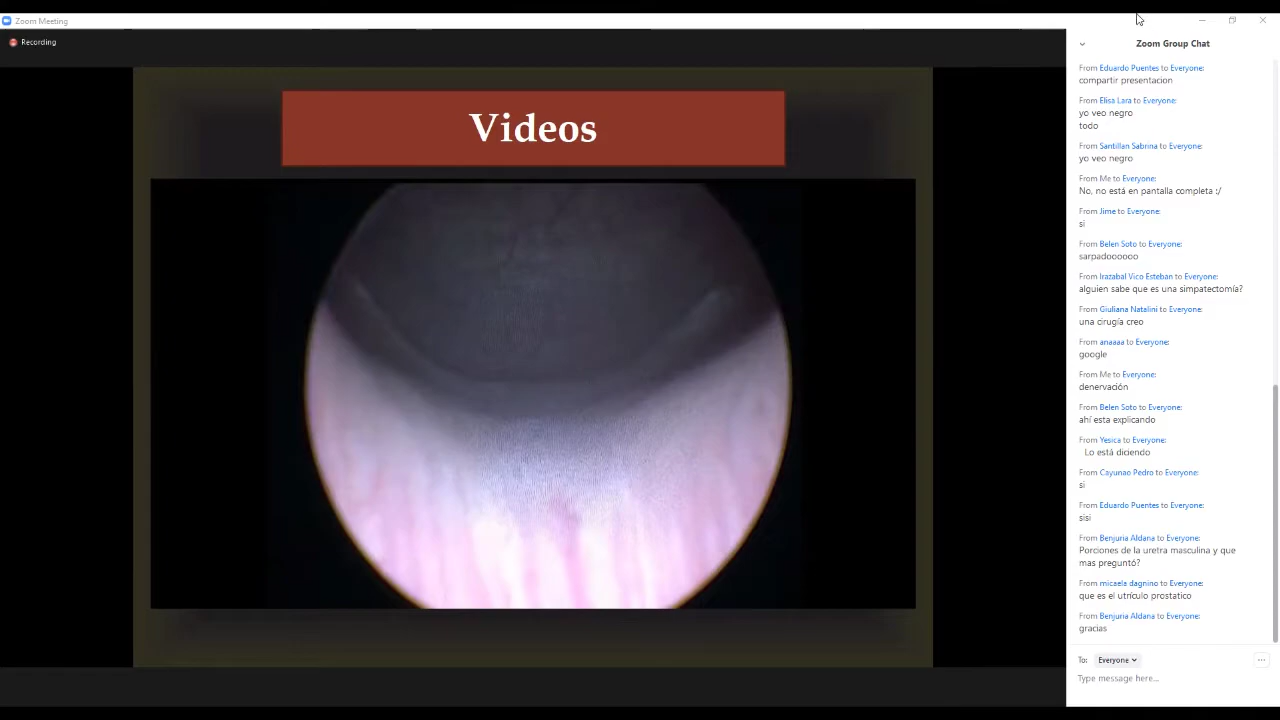 Zoom Meeting
Recording
Videos
Zoom Group Chat
From Eduardo Puentes to Everyone:
compartir presentacion
From Elisa Lara to Everyone:
yo veo negro
todo
From Santillan Sabrina to Everyone:
yo veo negro
From Me to Everyone:
No, no está en pantalla completa :/
From Jime to Everyone:
si
From Belen Soto to Everyone:
sarpadoooooo
From Irazabal Vico Esteban to Everyone:
alguien sabe que es una simpatectomía?
From Giuliana Natalini to Everyone:
una cirugía creo
From anaaaa to Everyone:
google
From Me to Everyone:
denervación
From Belen Soto to Everyone:
ahí esta explicando
From Yesica to Everyone:
Lo está diciendo
From Cayunao Pedro to Everyone:
si
From Eduardo Puentes to Everyone:
sisi
From Benjuria Aldana to Everyone:
Porciones de la uretra masculina y que
mas preguntó?
From micaela dagnino to Everyone:
que es el utrículo prostatico
From Benjuria Aldana to Everyone:
gracias
To: Everyone
Type message here...